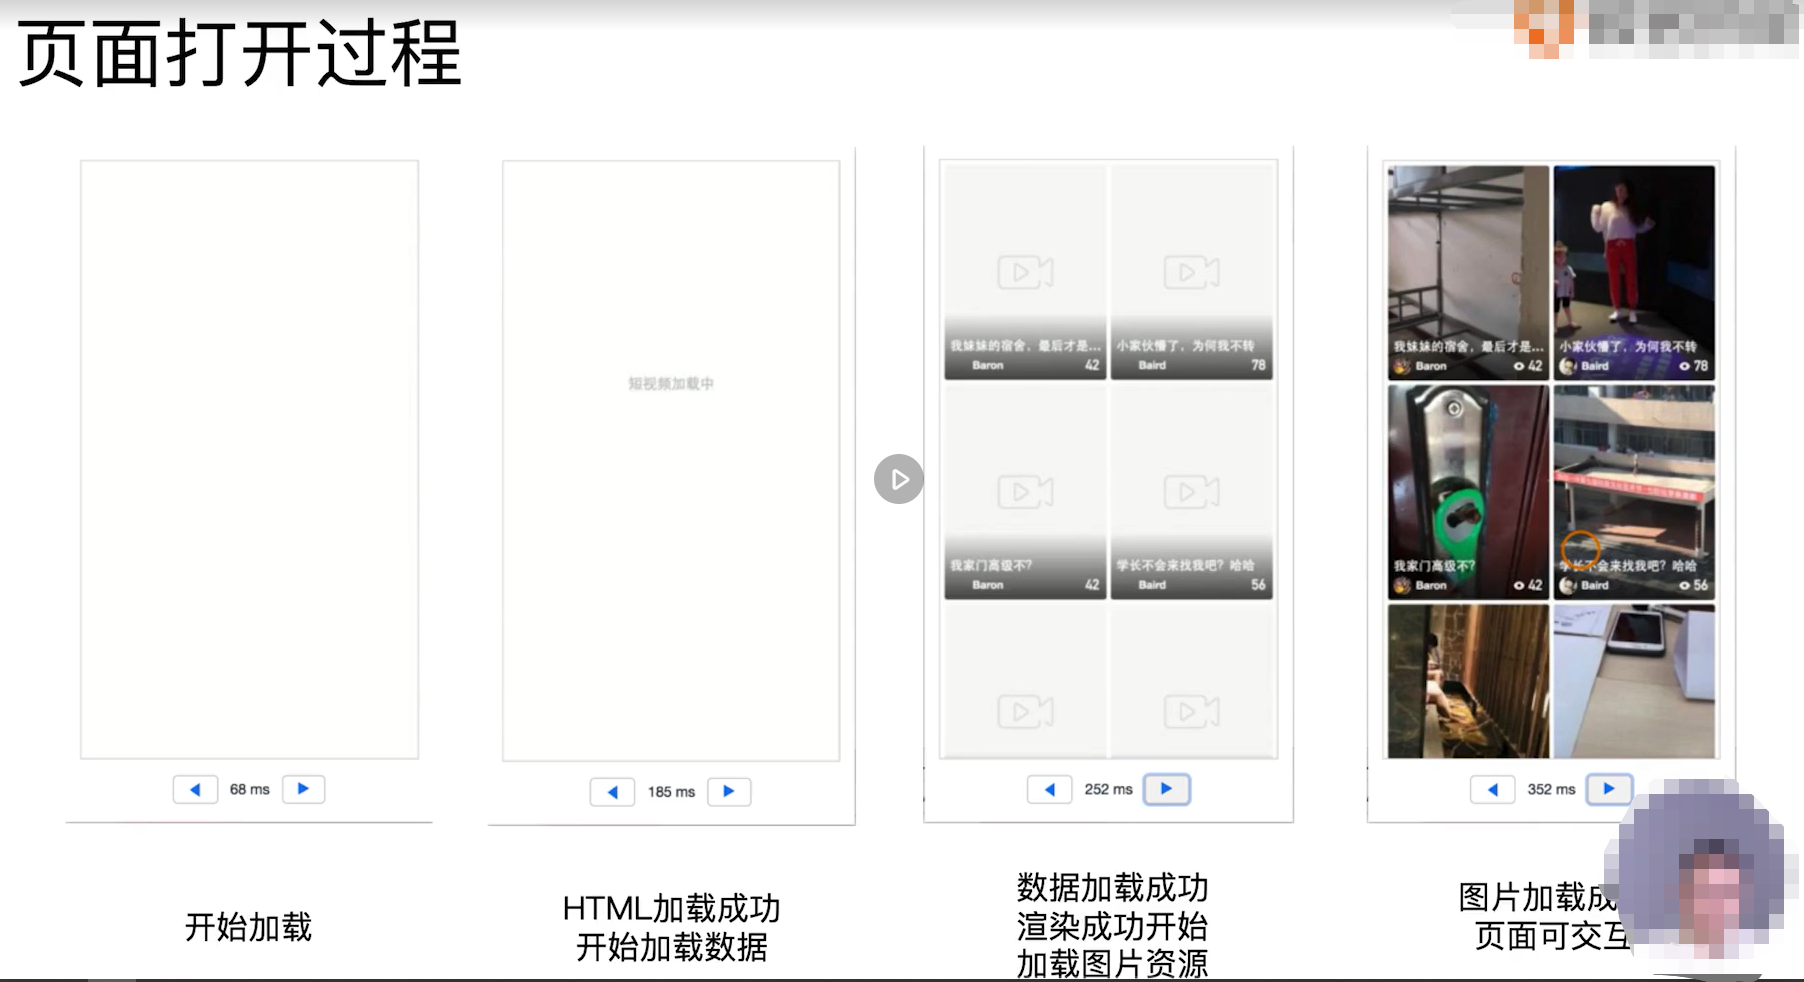 页面打开过程
短视频加载中
我妹妹的宿舍，最后才是...
Baron 42
小家伙懵了，为何我不转
Baird 78
我家门高级不？
Baron 42
学长不会来找我吧？哈哈
Baird 56
我妹妹的宿舍，最后才是...
Baron 42
小家伙懵了，为何我不转
Baird 78
我家门高级不？
Baron 42
学长不会来找我吧？哈哈
Baird 56
68 ms
185 ms
252 ms
352 ms
开始加载
HTML加载成功
开始加载数据
数据加载成功
渲染成功开始
加载图片资源
图片加载成
页面可交互